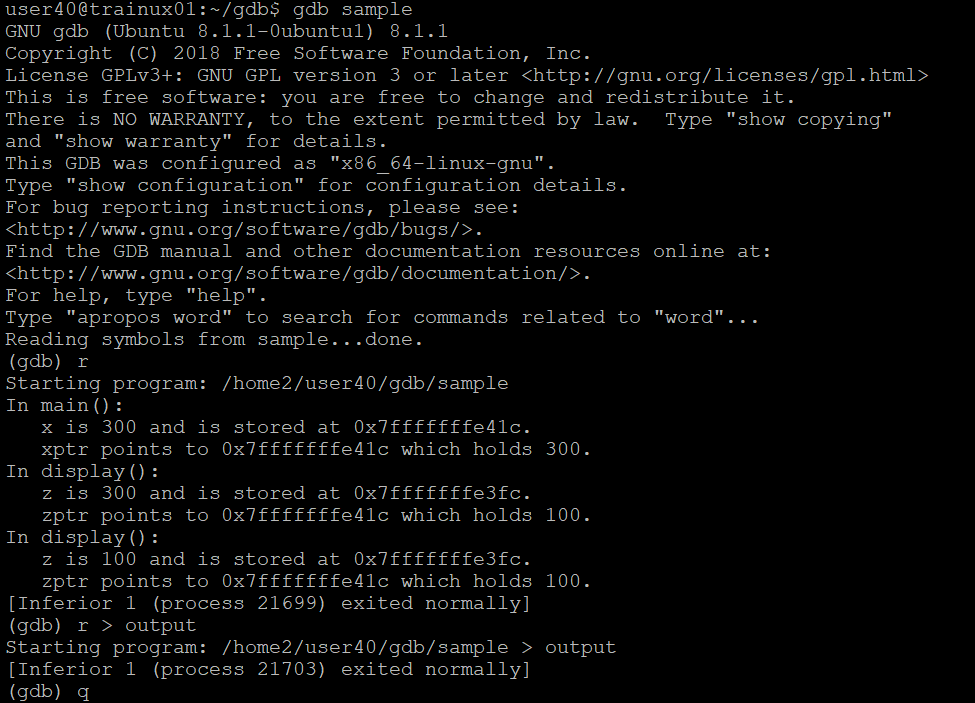 user40@trainux01:~/gdb$ gdb sample
GNU gdb (Ubuntu 8.1.1-0ubuntu1) 8.1.1
Copyright (C) 2018 Free Software Foundation, Inc.
License GPLv3+: GNU GPL version 3 or later <http://gnu.org/licenses/gpl.html>
This is free software: you are free to change and redistribute it.
There is NO WARRANTY, to the extent permitted by law.  Type "show copying"
and "show warranty" for details.
This GDB was configured as "x86_64-linux-gnu".
Type "show configuration" for configuration details.
For bug reporting instructions, please see:
<http://www.gnu.org/software/gdb/bugs/>.
Find the GDB manual and other documentation resources online at:
<http://www.gnu.org/software/gdb/documentation/>.
For help, type "help".
Type "apropos word" to search for commands related to "word"...
Reading symbols from sample...done.
(gdb) r
Starting program: /home2/user40/gdb/sample
In main():
   x is 300 and is stored at 0x7fffffffe41c.
   xptr points to 0x7fffffffe41c which holds 300.
In display():
   z is 300 and is stored at 0x7fffffffe3fc.
   zptr points to 0x7fffffffe41c which holds 100.
In display():
   z is 100 and is stored at 0x7fffffffe3fc.
   zptr points to 0x7fffffffe41c which holds 100.
[Inferior 1 (process 21699) exited normally]
(gdb) r > output
Starting program: /home2/user40/gdb/sample > output
[Inferior 1 (process 21703) exited normally]
(gdb) q